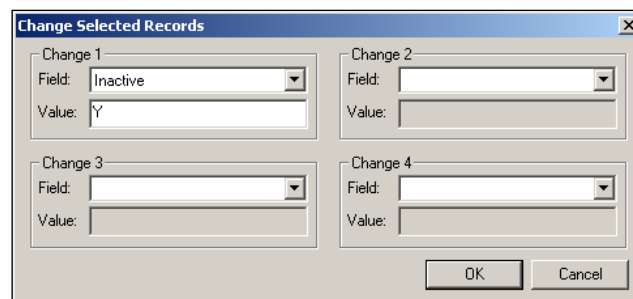 Change Selected Records
Change 1
Field: Inactive
Value: Y
Change 2
Field:
Value:
Change 3
Field:
Value:
Change 4
Field:
Value:
OK Cancel